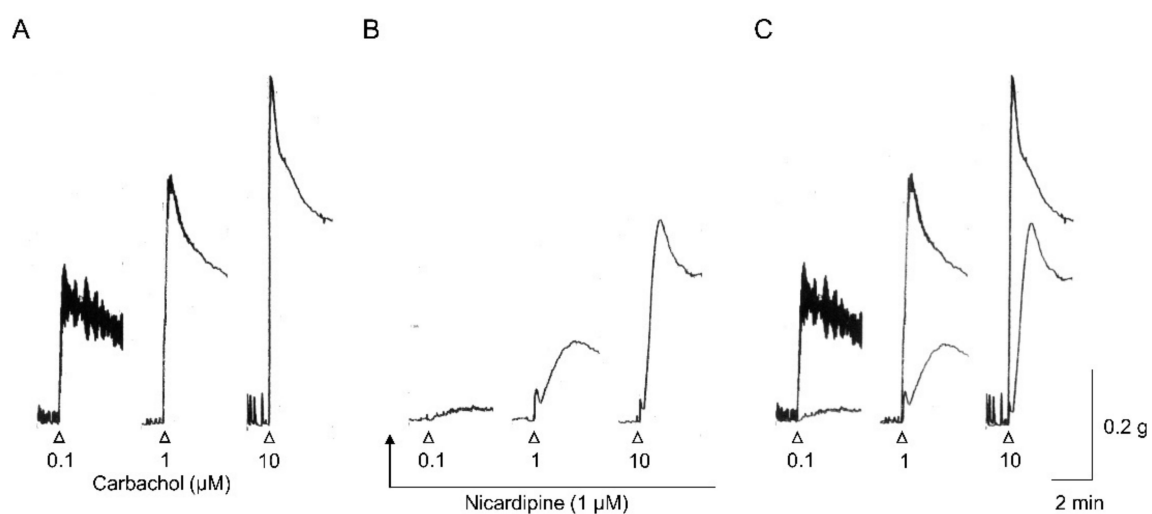 A B C
0.1 1 10
Carbachol (μM)
0.1 1 10
Nicardipine (1 μM)
0.1 1 10
0.2 g
2 min